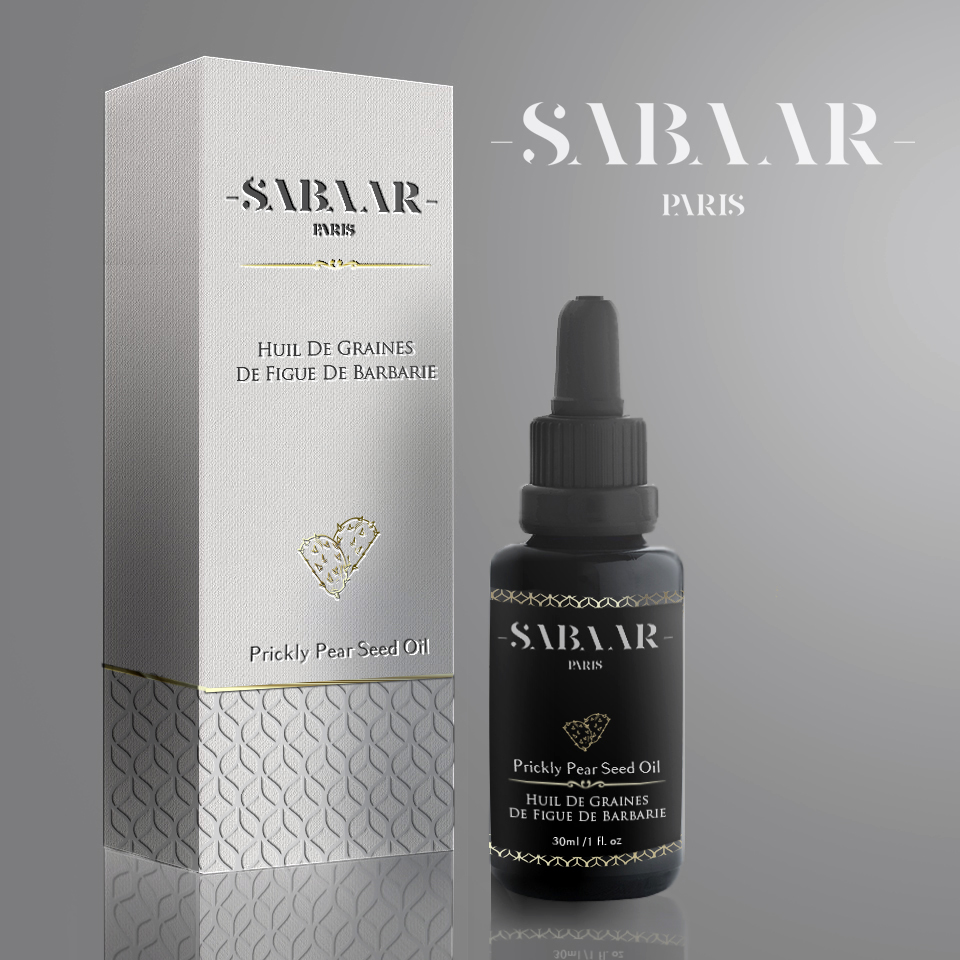 -SABAAR-
PARIS
-SABAAR-
PARIS
HUIL DE GRAINES
DE FIGUE DE BARBARIE
Prickly Pear Seed Oil
-SABAAR-
PARIS
Prickly Pear Seed Oil
HUIL DE GRAINES
DE FIGUE DE BARBARIE
30ml /1 fl. oz